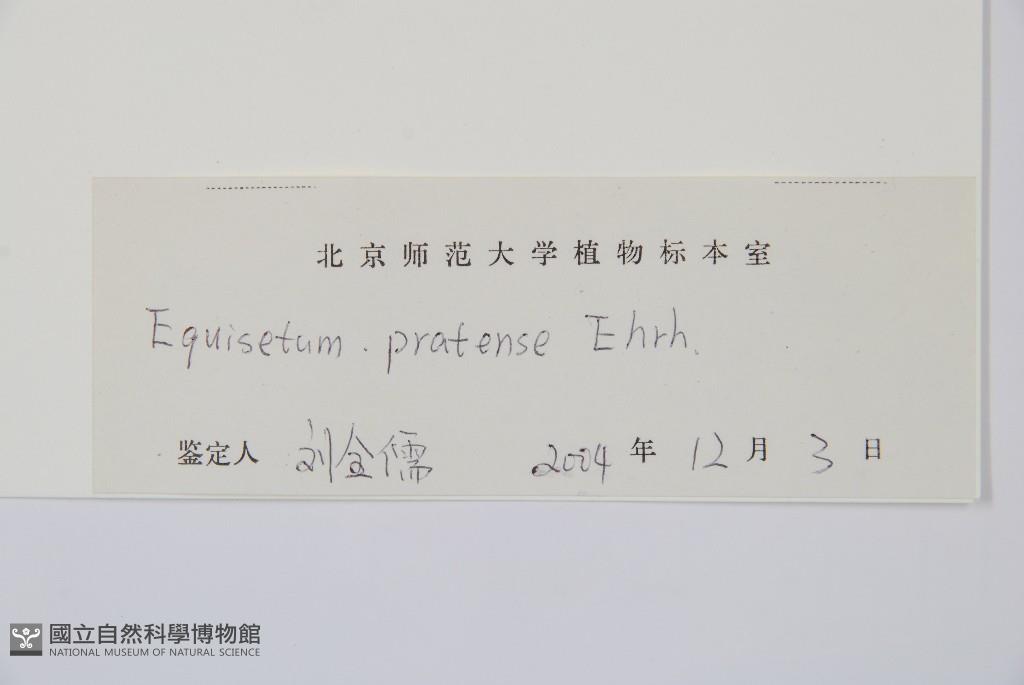 北京师范大学植物标本室
Equisetum. pratense Ehrh.
鉴定人 刘全儒 2004 年 12 月 3 日
國立自然科學博物館
NATIONAL MUSEUM OF NATURAL SCIENCE